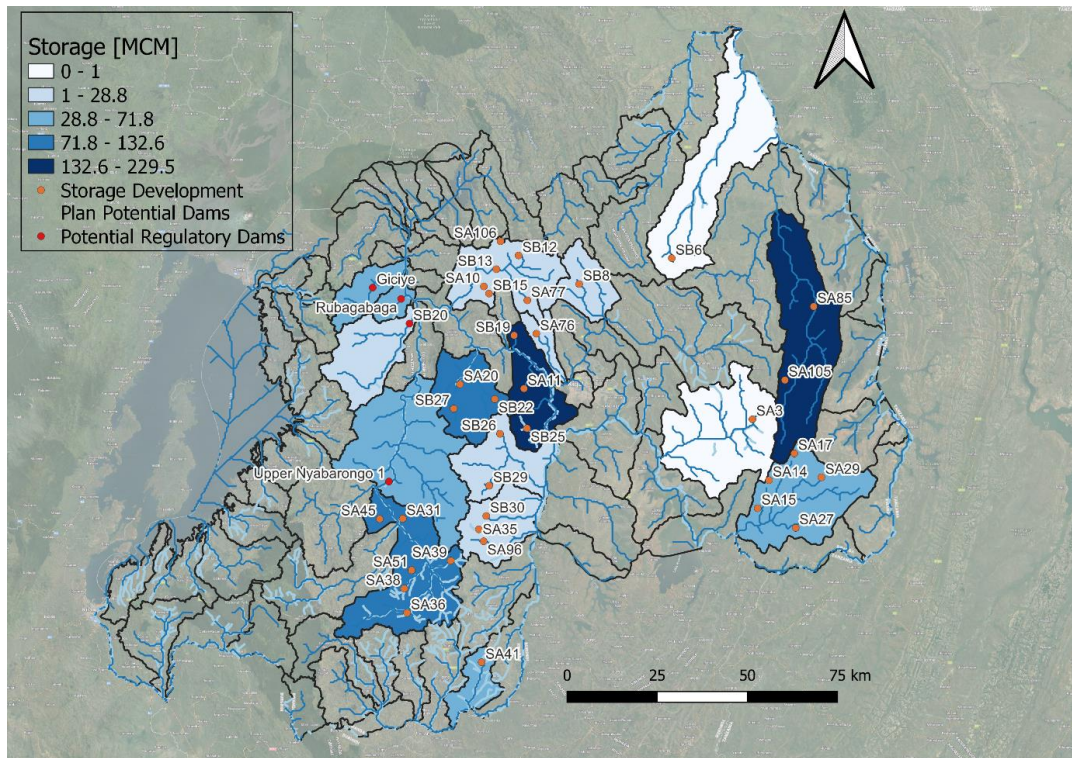 Storage [MCM]
0 - 1
1 - 28.8
28.8 - 71.8
71.8 - 132.6
132.6 - 229.5
Storage Development
Plan Potential Dams
Potential Regulatory Dams
SA106
SB12
SB13
SB6
SA10
SB15
SB8
Giciye
SA77
Rubagabaga
SB20
SA85
SB19
SA76
SA20
SA11
SA105
SB27
SB22
SA3
SB26
SB25
SA17
Upper Nyabarongo 1
SB29
SA14
SA29
SA45
SA31
SB30
SA15
SA35
SA27
SA96
SA39
SA51
SA38
SA36
SA41
0
25
50
75 km